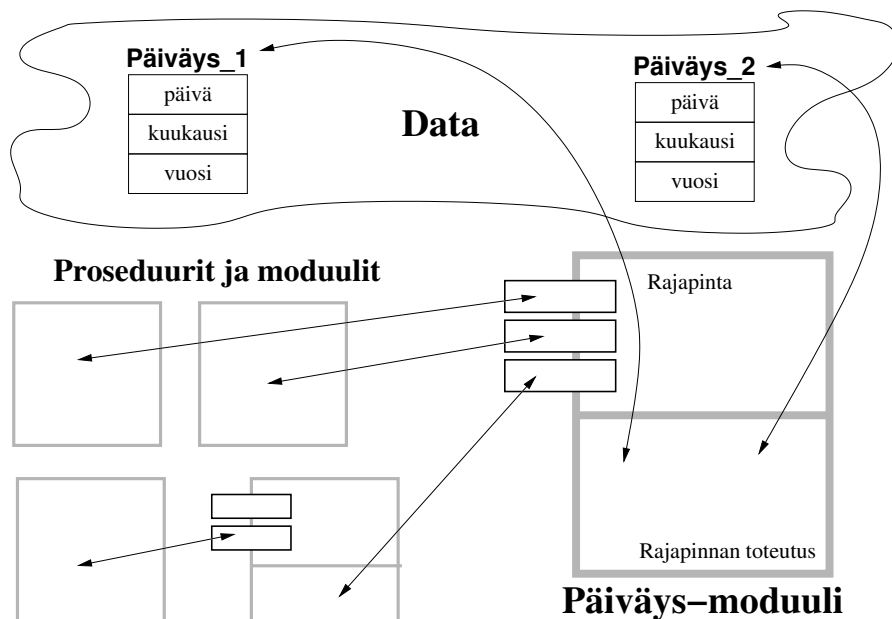 Päiväys_1
päivä
kuukausi
vuosi
Data
Päiväys_2
päivä
kuukausi
vuosi
Proseduurit ja moduulit
Rajapinta
Rajapinnan toteutus
Päiväys−moduuli